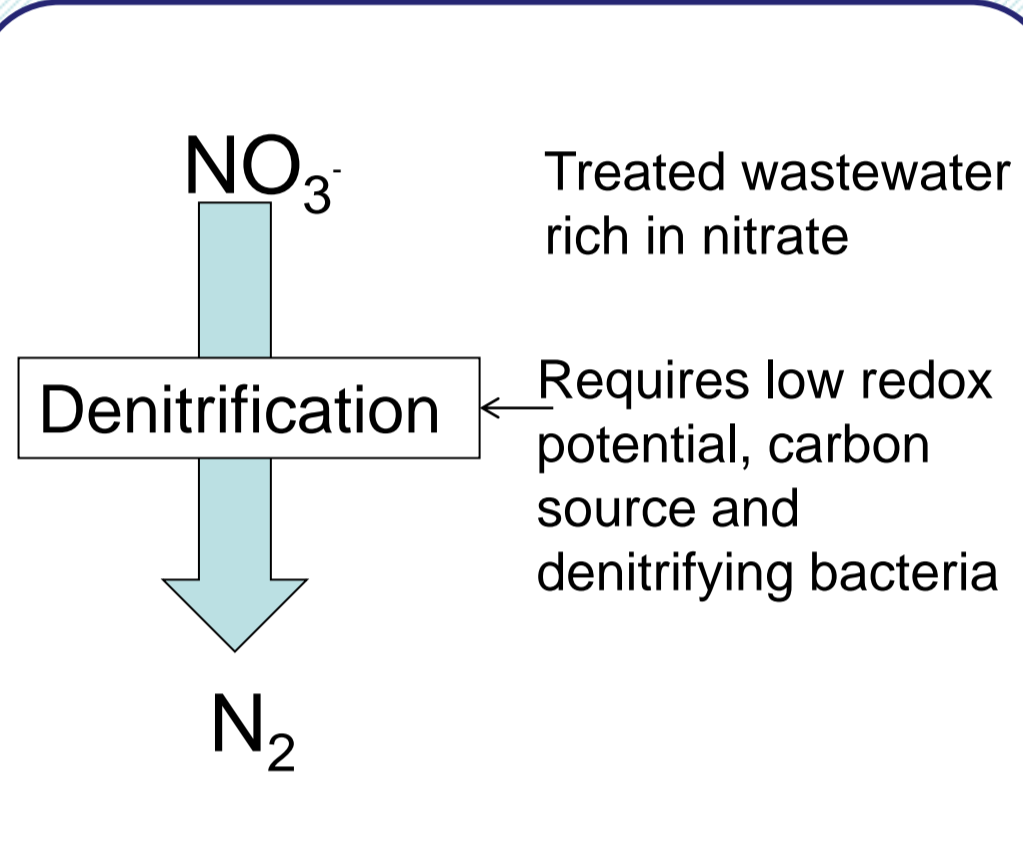 NO₃⁻
Treated wastewater
rich in nitrate
Denitrification
Requires low redox
potential, carbon
source and
denitrifying bacteria
N₂